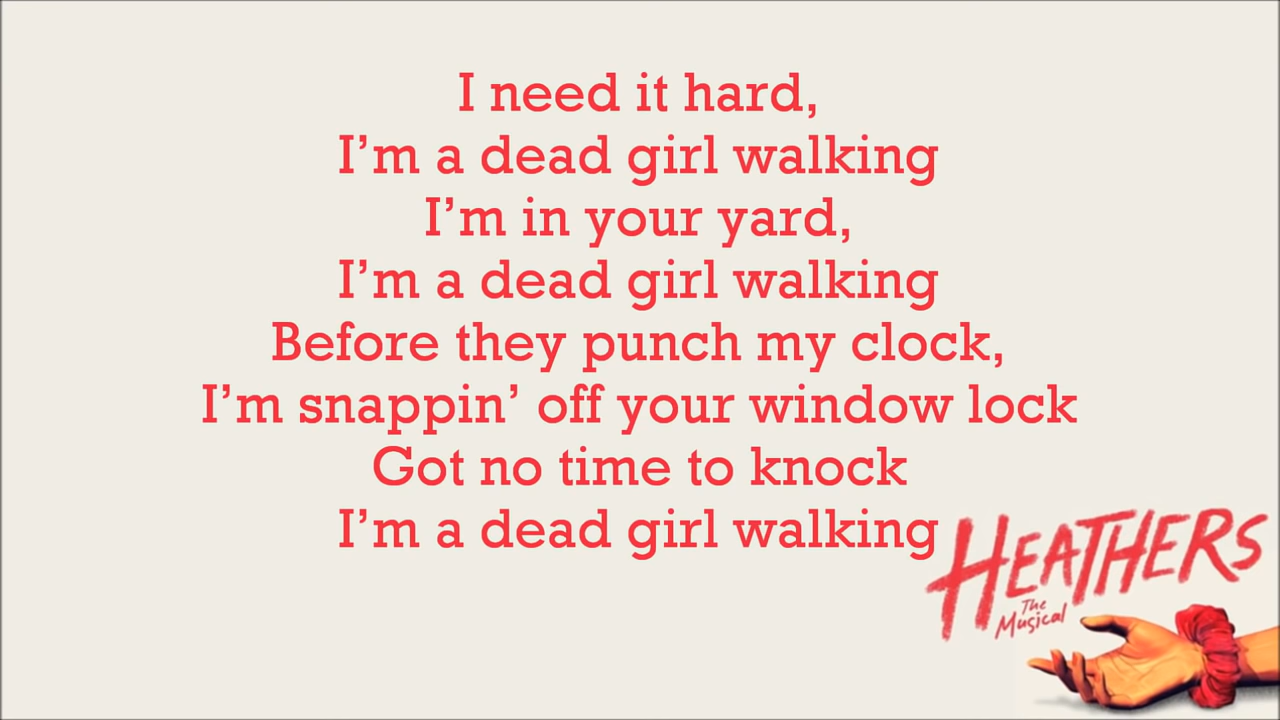 I need it hard,
I’m a dead girl walking
I’m in your yard,
I’m a dead girl walking
Before they punch my clock,
I’m snappin’ off your window lock
Got no time to knock
I’m a dead girl walking
HEATHERS
The
Musical